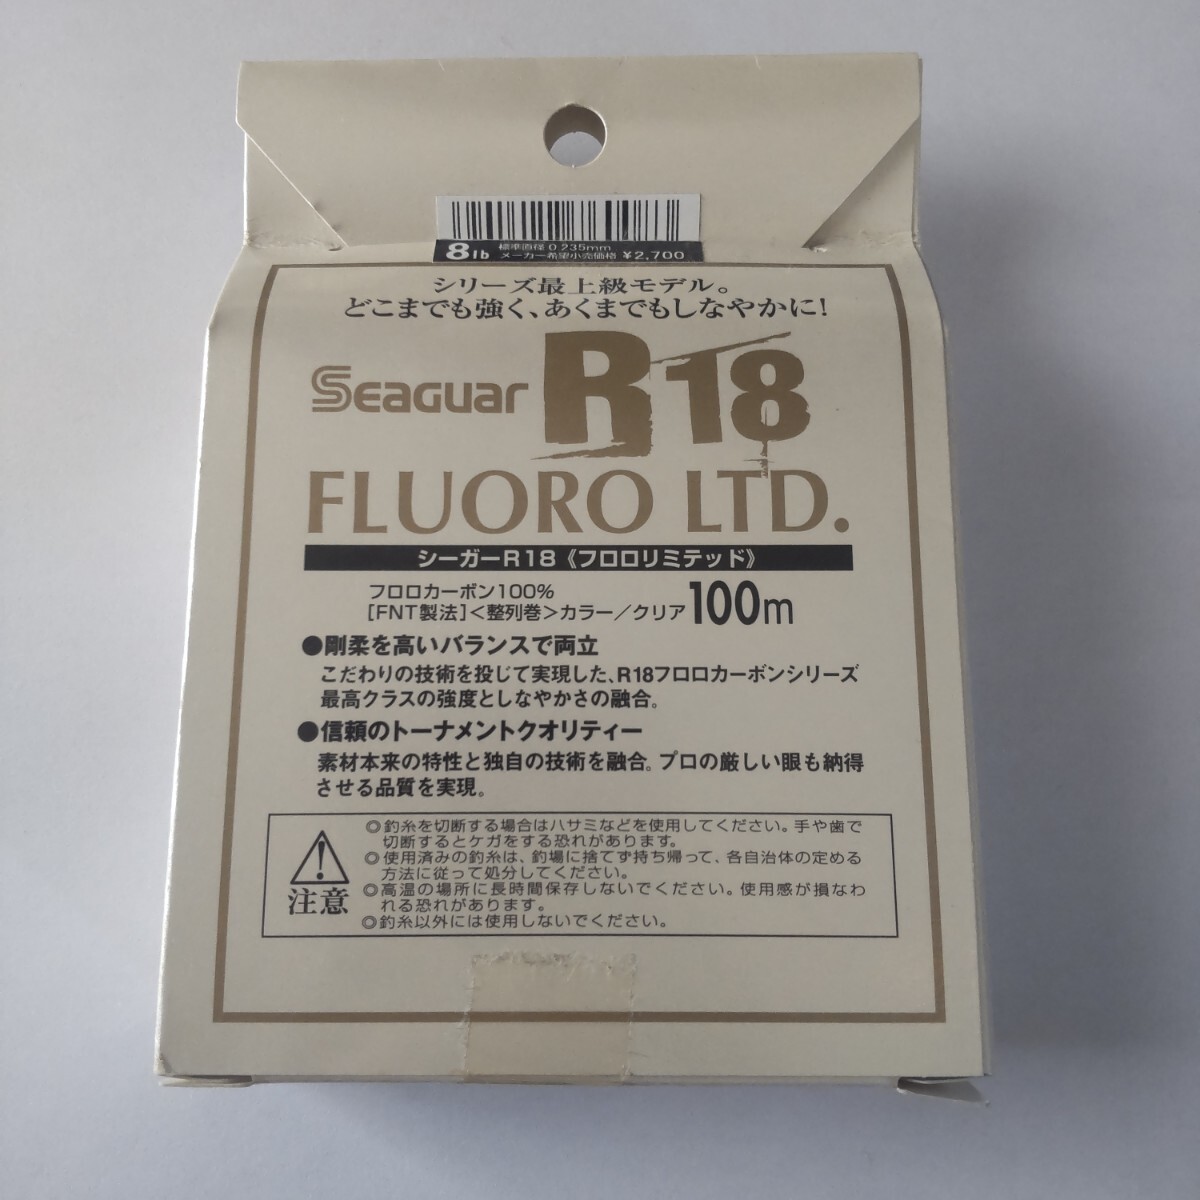 8lb 標準直径 0.235mm
メーカー希望小売価格 ¥2,700
シリーズ最上級モデル。
どこまでも強く、あくまでもしなやかに!
SEAGUAR R18
FLUORO LTD.
シーガーR18《フロロリミテッド》
フロロカーボン100%
[FNT製法]<整列巻>カラー/クリア 100m
●剛柔を高いバランスで両立
こだわりの技術を投じて実現した、R18フロロカーボンシリーズ
最高クラスの強度としなやかさの融合。
●信頼のトーナメントクオリティー
素材本来の特性と独自の技術を融合。プロの厳しい眼も納得
させる品質を実現。
◎釣糸を切断する場合はハサミなどを使用してください。手や歯で
切断するとケガをする恐れがあります。
◎使用済みの釣糸は、釣場に捨てず持ち帰って、各自治体の定める
方法に従って処分してください。
◎高温の場所に長時間保存しないでください。使用感が損なわ
れる恐れがあります。
◎釣糸以外には使用しないでください。
注意